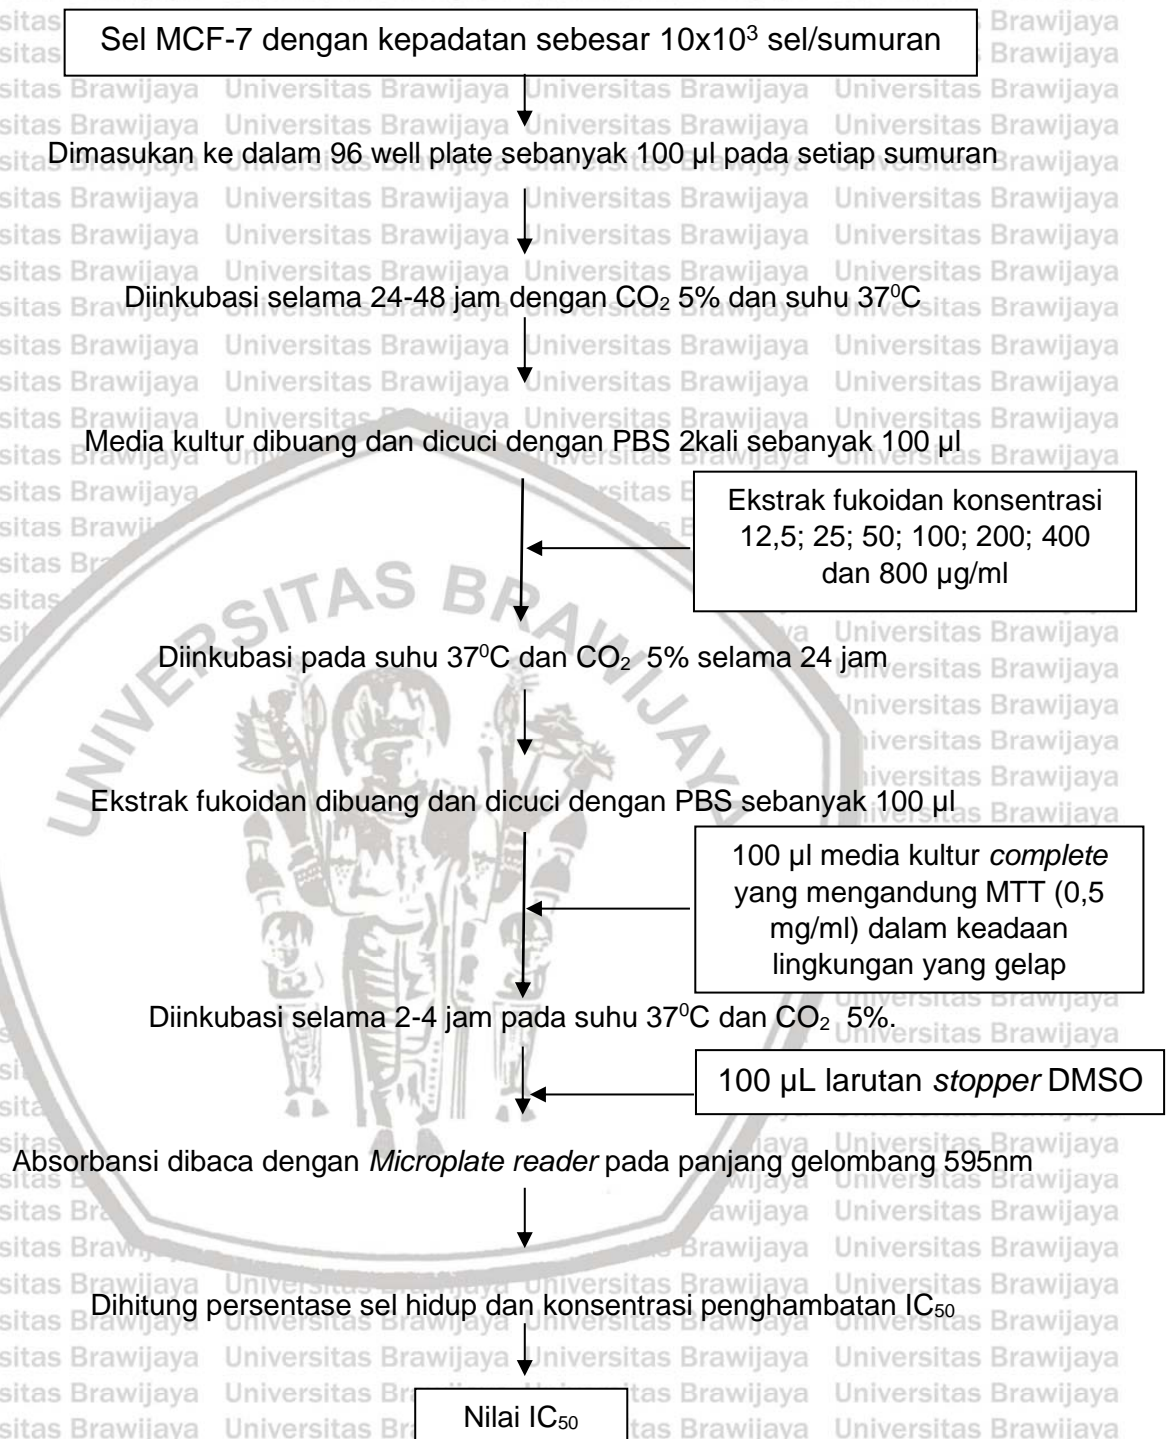 Sel MCF-7 dengan kepadatan sebesar 10x10³ sel/sumuran
Dimasukan ke dalam 96 well plate sebanyak 100 µl pada setiap sumuran
Diinkubasi selama 24-48 jam dengan CO₂ 5% dan suhu 37⁰C
Media kultur dibuang dan dicuci dengan PBS 2kali sebanyak 100 µl
Ekstrak fukoidan konsentrasi
12,5; 25; 50; 100; 200; 400
dan 800 µg/ml
Diinkubasi pada suhu 37⁰C dan CO₂ 5% selama 24 jam
Ekstrak fukoidan dibuang dan dicuci dengan PBS sebanyak 100 µl
100 µl media kultur complete
yang mengandung MTT (0,5
mg/ml) dalam keadaan
lingkungan yang gelap
Diinkubasi selama 2-4 jam pada suhu 37⁰C dan CO₂ 5%.
100 µL larutan stopper DMSO
Absorbansi dibaca dengan Microplate reader pada panjang gelombang 595nm
Dihitung persentase sel hidup dan konsentrasi penghambatan IC₅₀
Nilai IC₅₀
UNIVERSITAS BRAWIJAYA